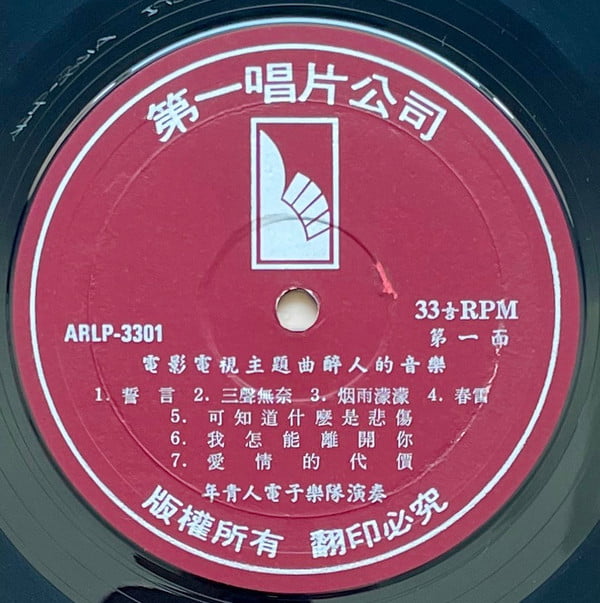 第一唱片公司
ARLP-3301
33⅓RPM
第一面
電影電視主題曲醉人的音樂
1. 誓言 2. 三聲無奈 3. 烟雨濛濛 4. 春雷
5. 可知道什麼是悲傷
6. 我怎能離開你
7. 愛情的代價
年青人電子樂隊演奏
版權所有 翻印必究